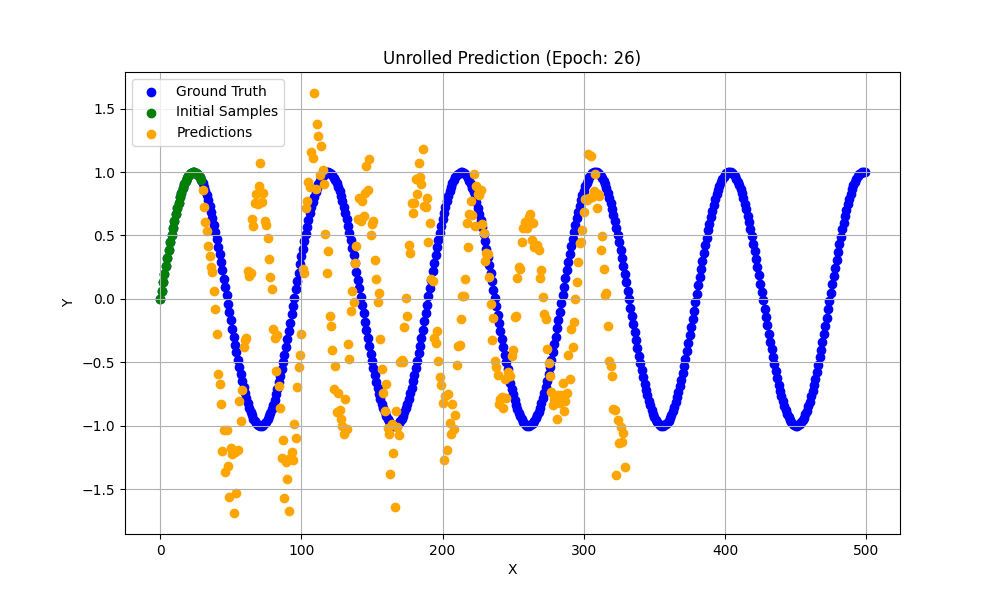 Unrolled Prediction (Epoch: 26)
Ground Truth
Initial Samples
Predictions
Y
1.5
1.0
0.5
0.0
−0.5
−1.0
−1.5
0 100 200 300 400 500
X